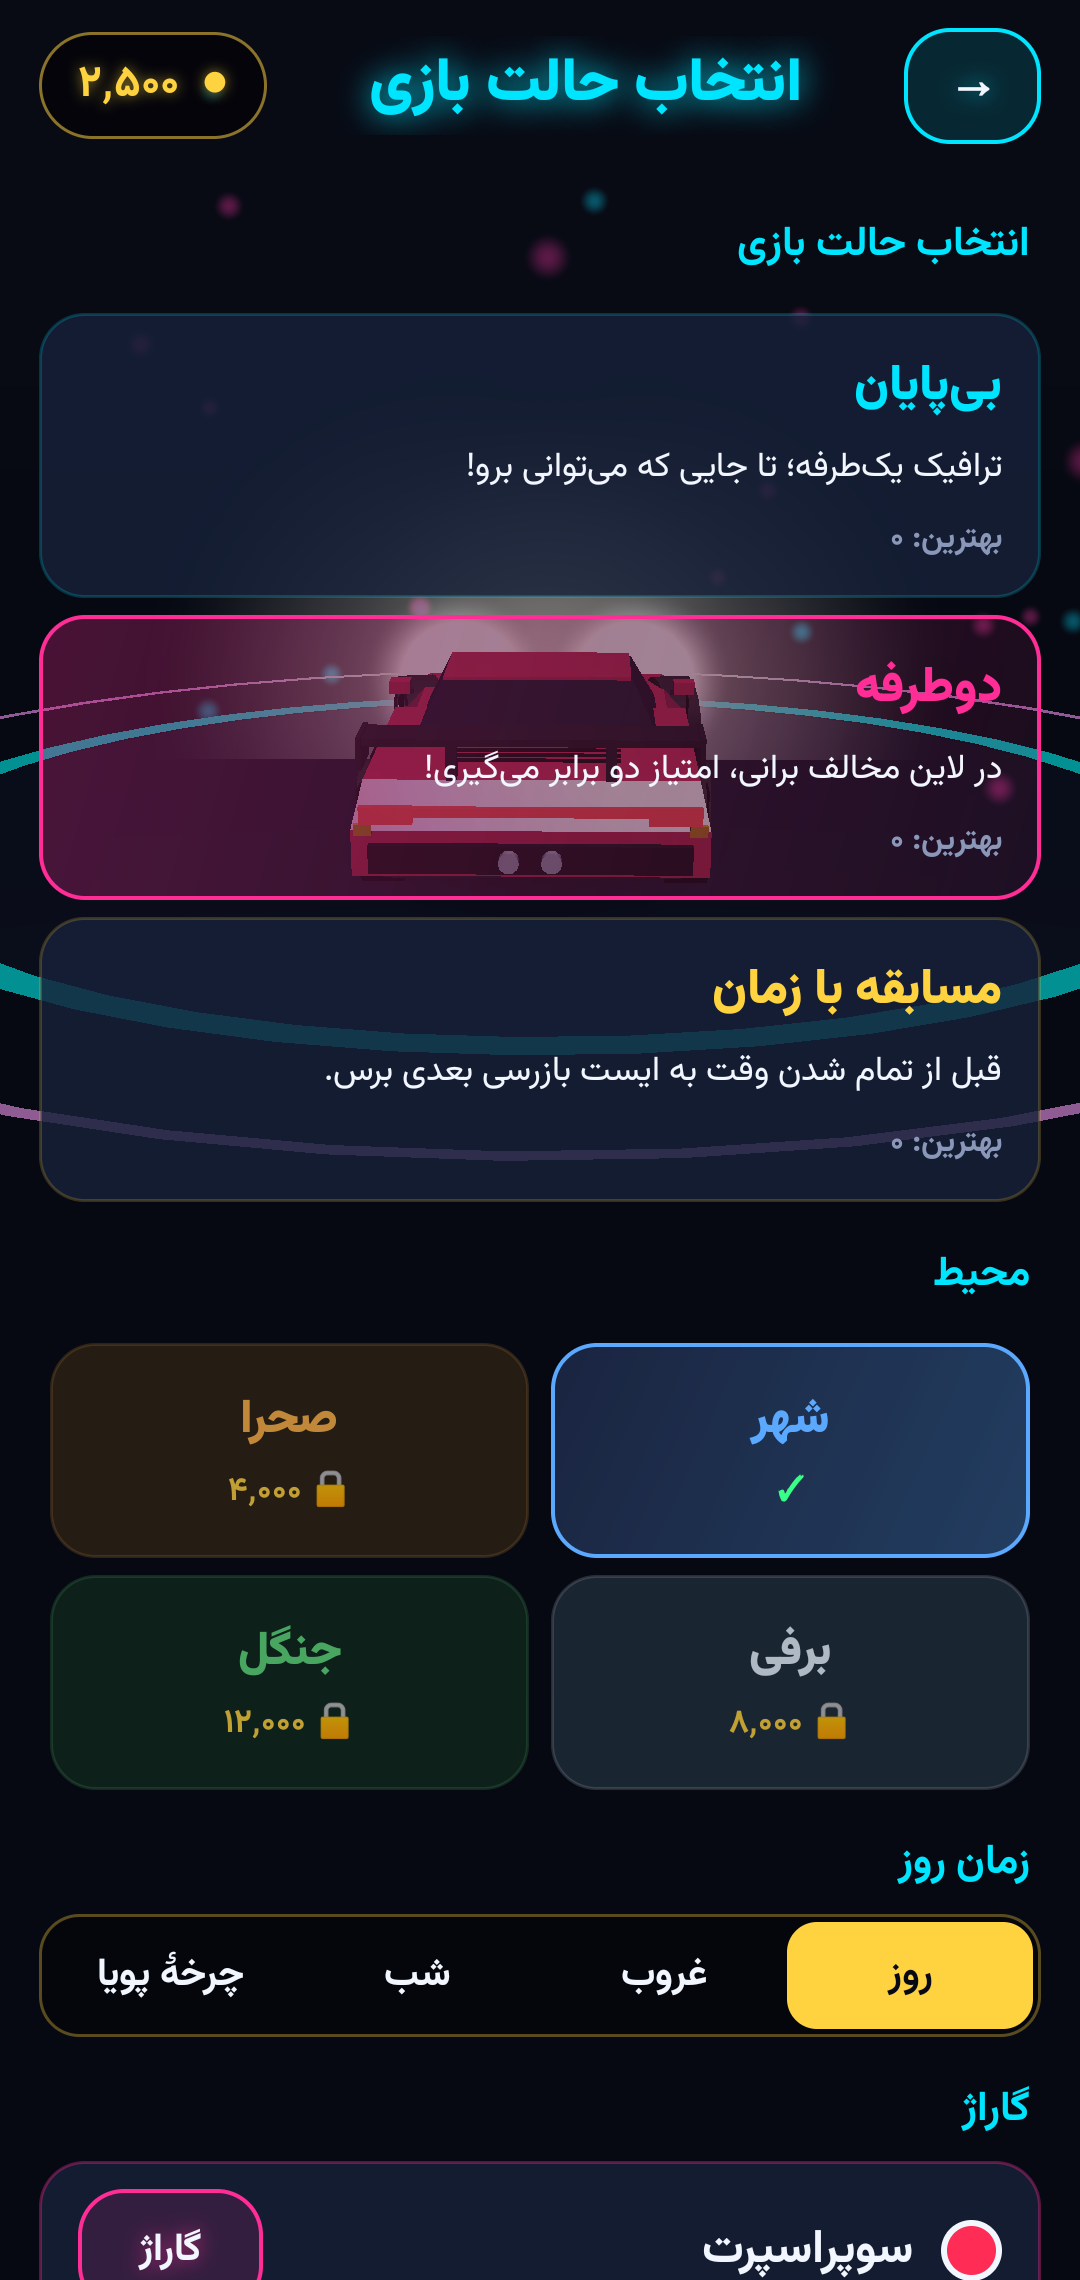 →
انتخاب حالت بازی
۲,۵۰۰
انتخاب حالت بازی
بی‌پایان
ترافیک یک‌طرفه؛ تا جایی که می‌توانی برو!
بهترین: ۰
دوطرفه
در لاین مخالف برانی، امتیاز دو برابر می‌گیری!
بهترین: ۰
مسابقه با زمان
قبل از تمام شدن وقت به ایست بازرسی بعدی برس.
بهترین: ۰
محیط
شهر
✓
صحرا
🔒 ۴,۰۰۰
برفی
🔒 ۸,۰۰۰
جنگل
🔒 ۱۲,۰۰۰
زمان روز
روز
غروب
شب
چرخهٔ پویا
گاراژ
سوپراسپرت
گاراژ